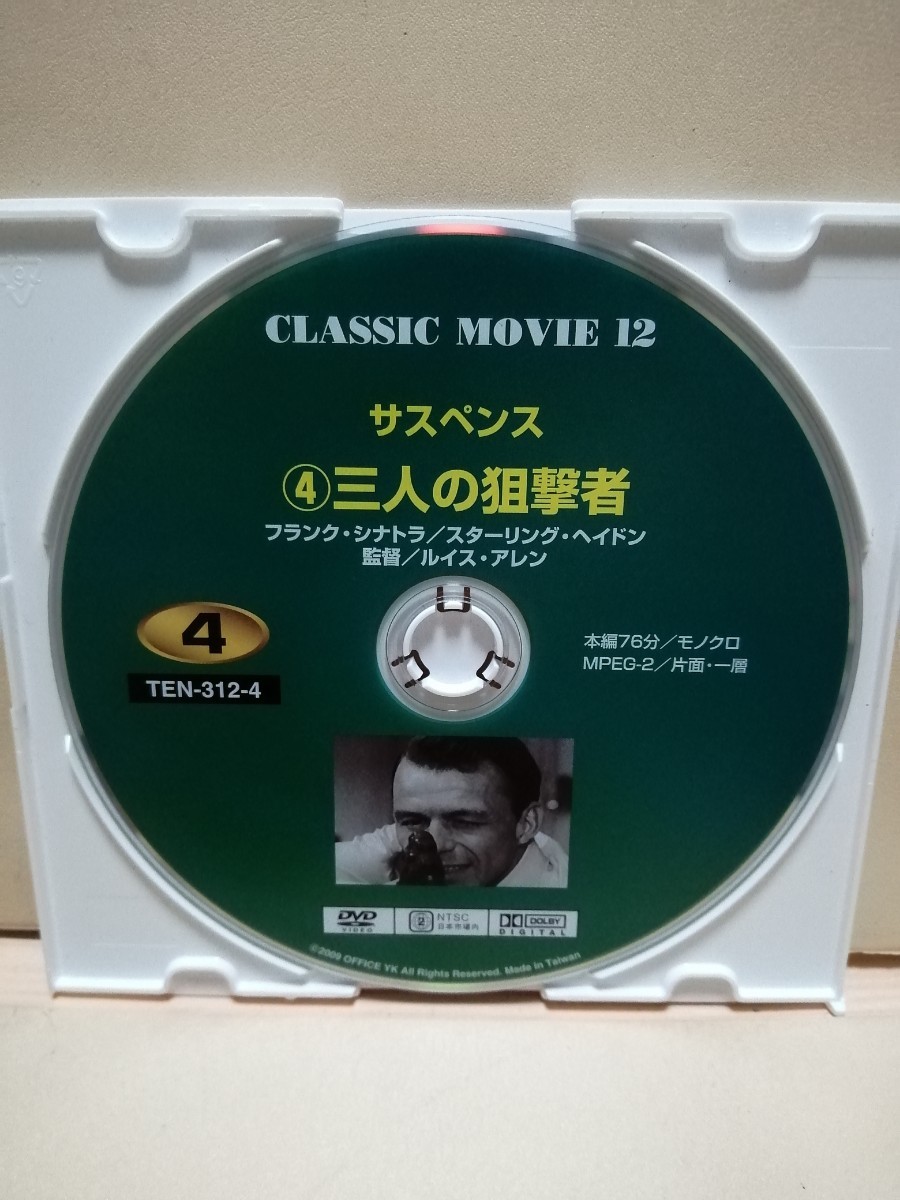 CLASSIC MOVIE 12
サスペンス
④三人の狙撃者
フランク・シナトラ／スターリング・ヘイドン
監督／ルイス・アレン
4
TEN-312-4
本編76分／モノクロ
MPEG-2／片面・一層
DVD
VIDEO
2
NTSC
日本市場内
DOLBY
DIGITAL
©2009 OFFICE YK All Rights Reserved. Made in Taiwan